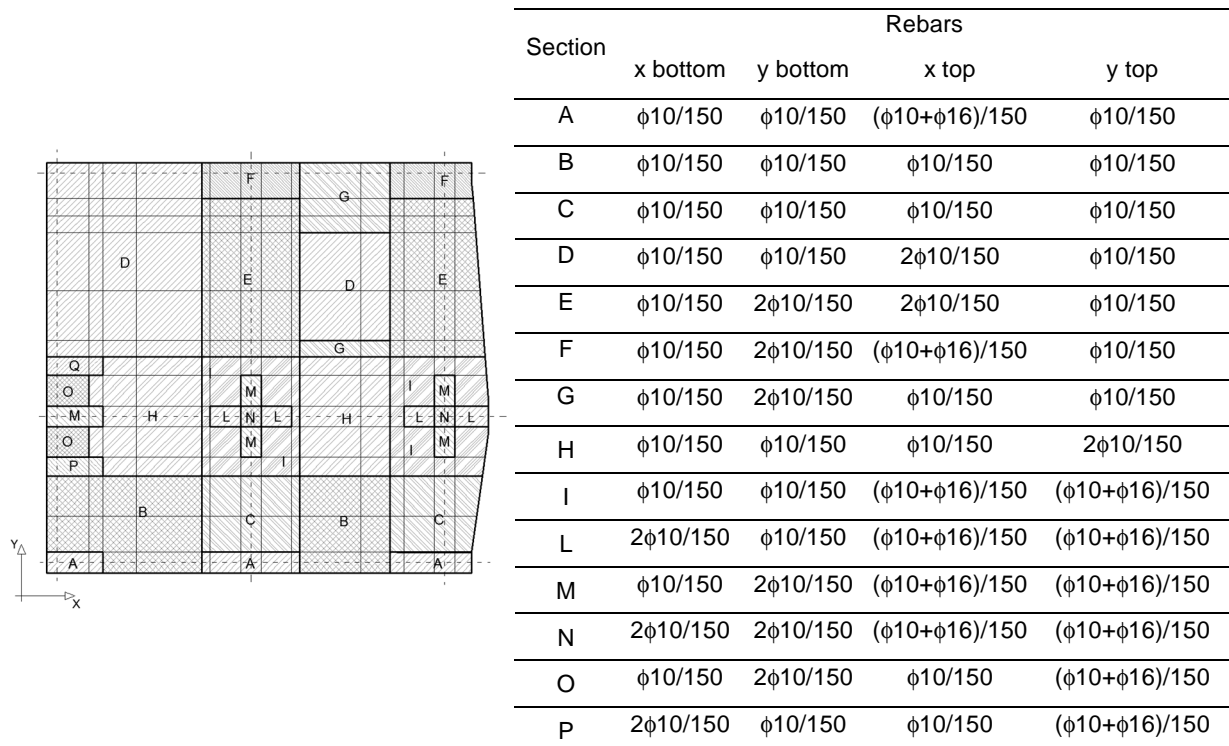 F F
G
D
E D E
G
Q
I
O M I M
M H L N L H L N L
O M I M
P I
B C B C
Y
A A A
X
Rebars
Section
x bottom y bottom x top y top
A ϕ10/150 ϕ10/150 (ϕ10+ϕ16)/150 ϕ10/150
B ϕ10/150 ϕ10/150 ϕ10/150 ϕ10/150
C ϕ10/150 ϕ10/150 ϕ10/150 ϕ10/150
D ϕ10/150 ϕ10/150 2ϕ10/150 ϕ10/150
E ϕ10/150 2ϕ10/150 2ϕ10/150 ϕ10/150
F ϕ10/150 2ϕ10/150 (ϕ10+ϕ16)/150 ϕ10/150
G ϕ10/150 2ϕ10/150 ϕ10/150 ϕ10/150
H ϕ10/150 ϕ10/150 ϕ10/150 2ϕ10/150
I ϕ10/150 ϕ10/150 (ϕ10+ϕ16)/150 (ϕ10+ϕ16)/150
L 2ϕ10/150 ϕ10/150 (ϕ10+ϕ16)/150 (ϕ10+ϕ16)/150
M ϕ10/150 2ϕ10/150 (ϕ10+ϕ16)/150 (ϕ10+ϕ16)/150
N 2ϕ10/150 2ϕ10/150 (ϕ10+ϕ16)/150 (ϕ10+ϕ16)/150
O ϕ10/150 2ϕ10/150 ϕ10/150 (ϕ10+ϕ16)/150
P 2ϕ10/150 ϕ10/150 ϕ10/150 (ϕ10+ϕ16)/150